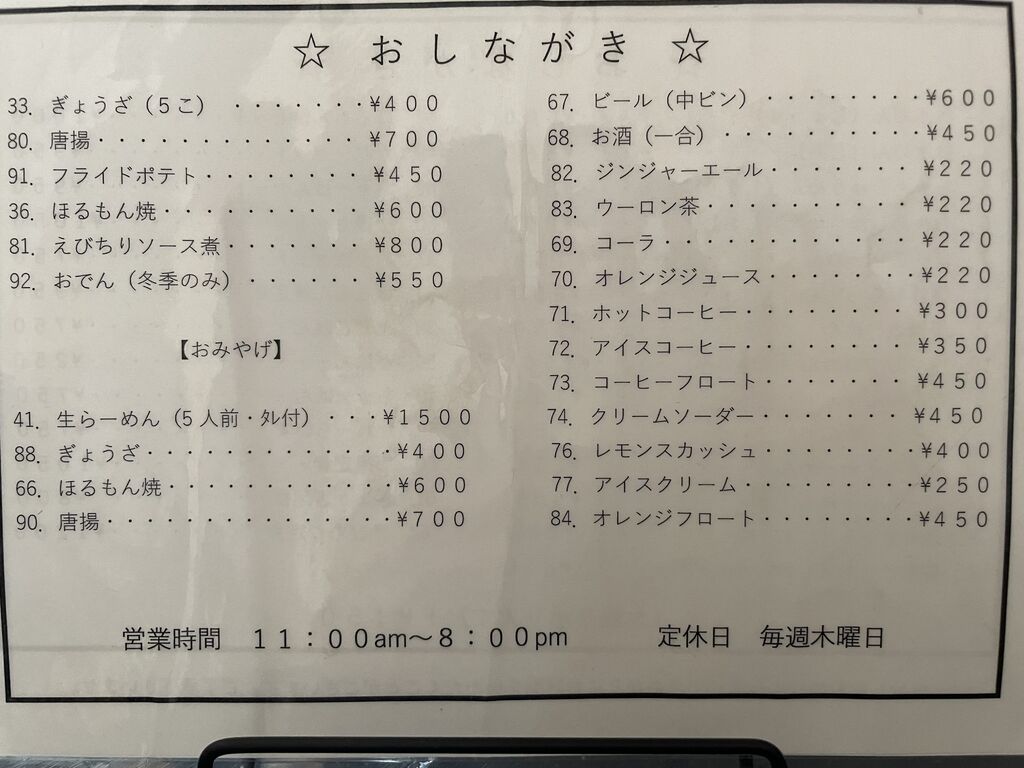 ☆ おしながき ☆
33. ぎょうざ（5こ） ・・・・・・・¥400
80. 唐揚・・・・・・・・・・・・・ ¥700
91. フライドポテト・・・・・・・・ ¥450
36. ほるもん焼・・・・・・・・・・ ¥600
81. えびちりソース煮・・・・・・・ ¥800
92. おでん（冬季のみ） ・・・・・・ ¥550
【おみやげ】
41. 生らーめん（5人前・ﾀﾚ付） ・・・¥1500
88. ぎょうざ・・・・・・・・・・・・・¥400
66. ほるもん焼・・・・・・・・・・・・¥600
90. 唐揚・・・・・・・・・・・・・・・¥700
67. ビール（中ビン） ・・・・・・・・¥600
68. お酒（一合） ・・・・・・・・・・¥450
82. ジンジャーエール・・・・・・・・¥220
83. ウーロン茶・・・・・・・・・・・¥220
69. コーラ・・・・・・・・・・・・・¥220
70. オレンジジュース・・・・・・・・¥220
71. ホットコーヒー・・・・・・・・・¥300
72. アイスコーヒー・・・・・・・・・¥350
73. コーヒーフロート・・・・・・・・¥450
74. クリームソーダー・・・・・・・・¥450
76. レモンスカッシュ・・・・・・・・¥400
77. アイスクリーム・・・・・・・・・¥250
84. オレンジフロート・・・・・・・・¥450
営業時間 11：00am～8：00pm 定休日 毎週木曜日